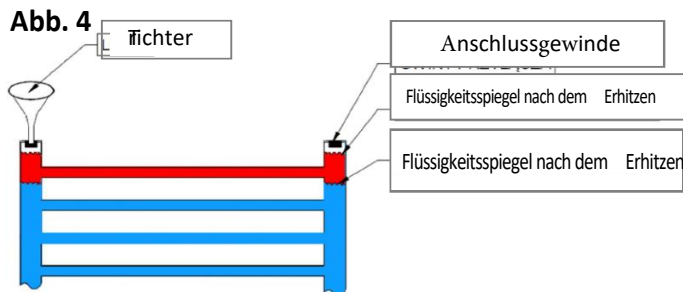 Abb. 4
Trichter
Anschlussgewinde
Flüssigkeitsspiegel nach dem Erhitzen
Flüssigkeitsspiegel nach dem Erhitzen